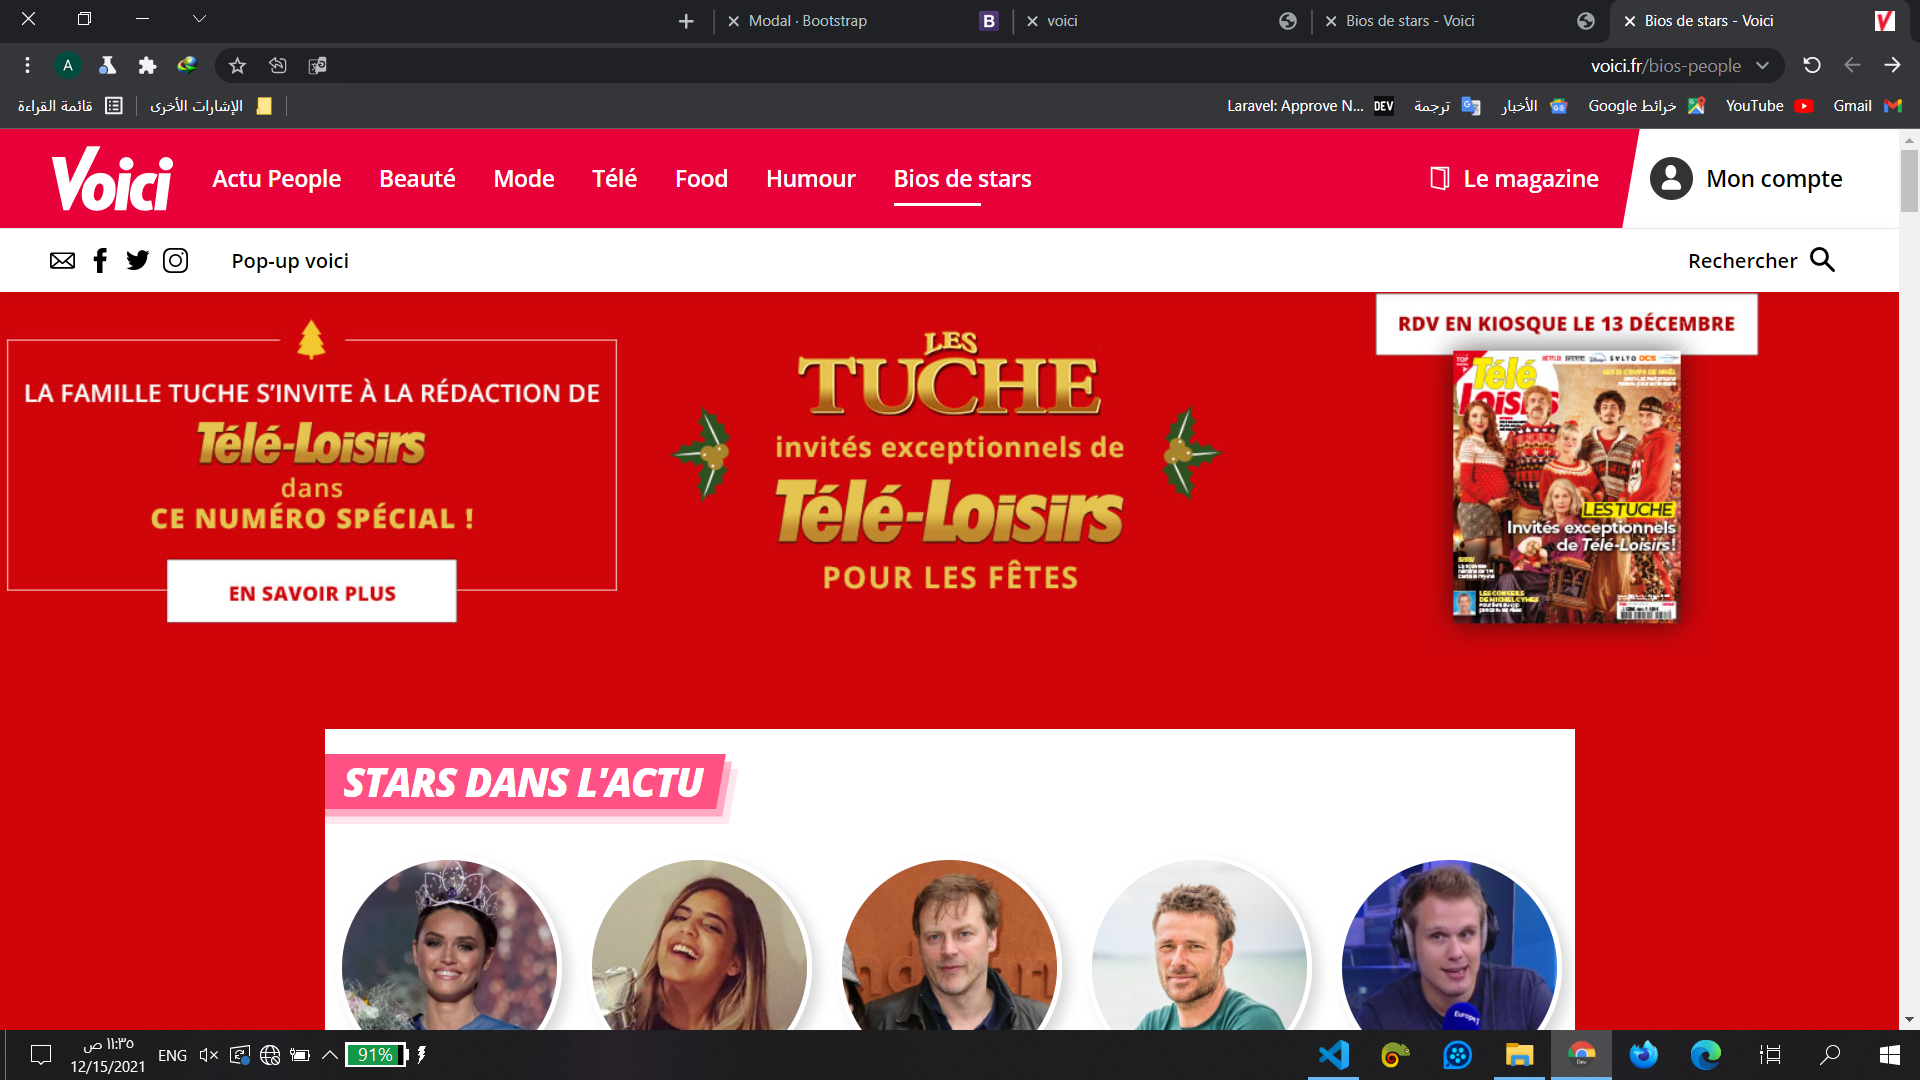 Modal · Bootstrap
voici
Bios de stars - Voici
Bios de stars - Voici
A
voici.fr/bios-people
قائمة القراءة
الإشارات الأخرى
Laravel: Approve N...
DEV
ترجمة
الأخبار
خرائط Google
YouTube
Gmail
Voici
Actu People
Beauté
Mode
Télé
Food
Humour
Bios de stars
Le magazine
Mon compte
Pop-up voici
Rechercher
LA FAMILLE TUCHE S'INVITE À LA RÉDACTION DE
Télé-Loisirs
dans
CE NUMÉRO SPÉCIAL !
EN SAVOIR PLUS
LES
TUCHE
invités exceptionnels de
Télé-Loisirs
POUR LES FÊTES
RDV EN KIOSQUE LE 13 DÉCEMBRE
Télé
Loisirs
LES TUCHE
Invités exceptionnels
de Télé-Loisirs!
STARS DANS L'ACTU
Europe 1
١١:٣٥ ص
12/15/2021
ENG
91%